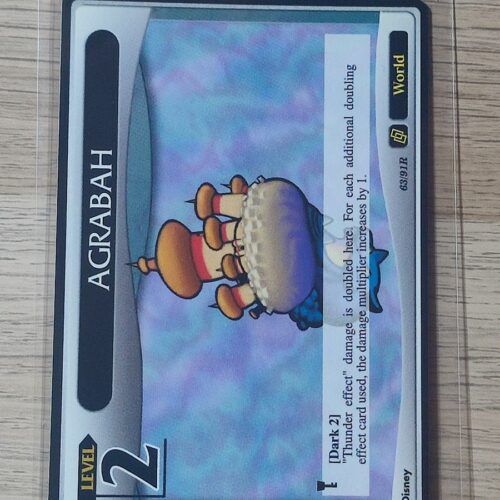 LEVEL
2
AGRABAH
[Dark 2]
"Thunder effect" damage is doubled here. For each additional doubling
effect card used, the damage multiplier increases by 1.
63/91R
World
Disney